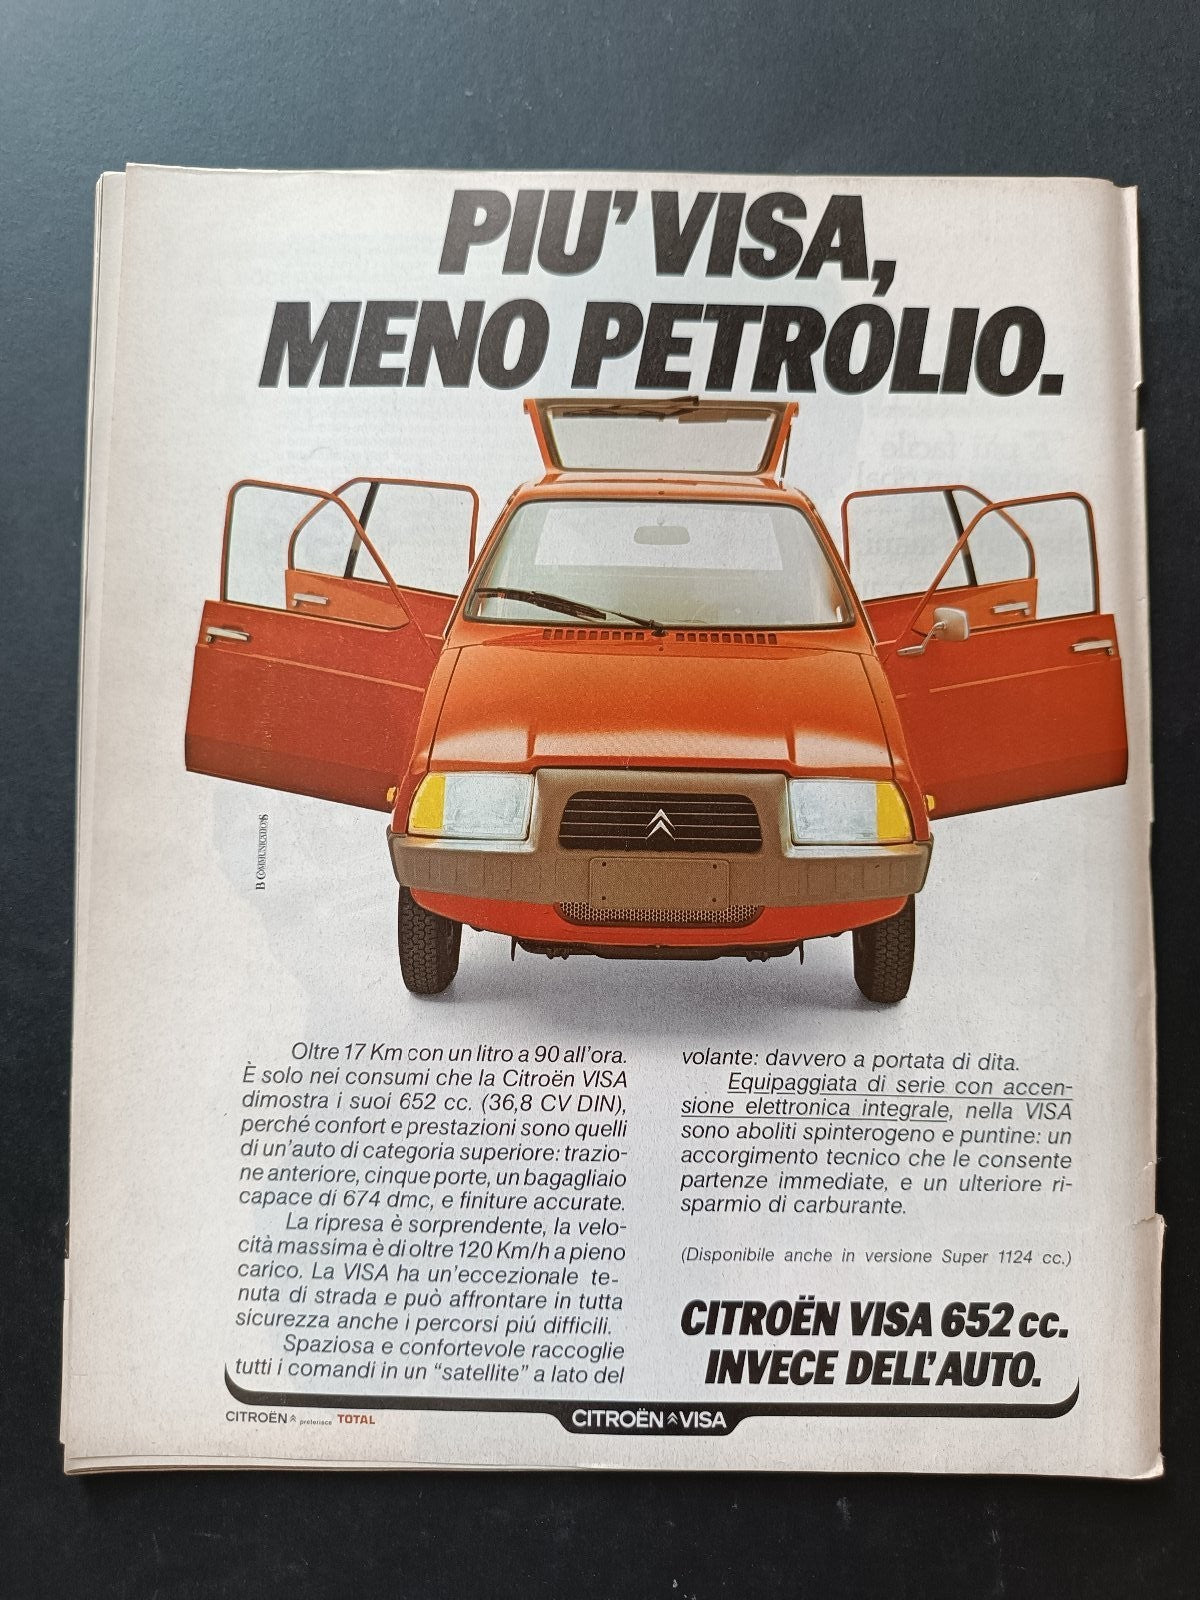 PIU' VISA,
MENO PETROLIO.
B COMMUNICATIONS
Oltre 17 Km con un litro a 90 all'ora.
È solo nei consumi che la Citroën VISA
dimostra i suoi 652 cc. (36,8 CV DIN),
perché confort e prestazioni sono quelli
di un'auto di categoria superiore: trazio-
ne anteriore, cinque porte, un bagagliaio
capace di 674 dmc, e finiture accurate.
La ripresa è sorprendente, la velo-
cità massima è di oltre 120 Km/h a pieno
carico. La VISA ha un'eccezionale te-
nuta di strada e può affrontare in tutta
sicurezza anche i percorsi piú difficili.
Spaziosa e confortevole raccoglie
tutti i comandi in un "satellite" a lato del
volante: davvero a portata di dita.
Equipaggiata di serie con accen-
sione elettronica integrale, nella VISA
sono aboliti spinterogeno e puntine: un
accorgimento tecnico che le consente
partenze immediate, e un ulteriore ri-
sparmio di carburante.
(Disponibile anche in versione Super 1124 cc.)
CITROËN VISA 652 cc.
INVECE DELL'AUTO.
CITROËN preferisce TOTAL
CITROËN VISA